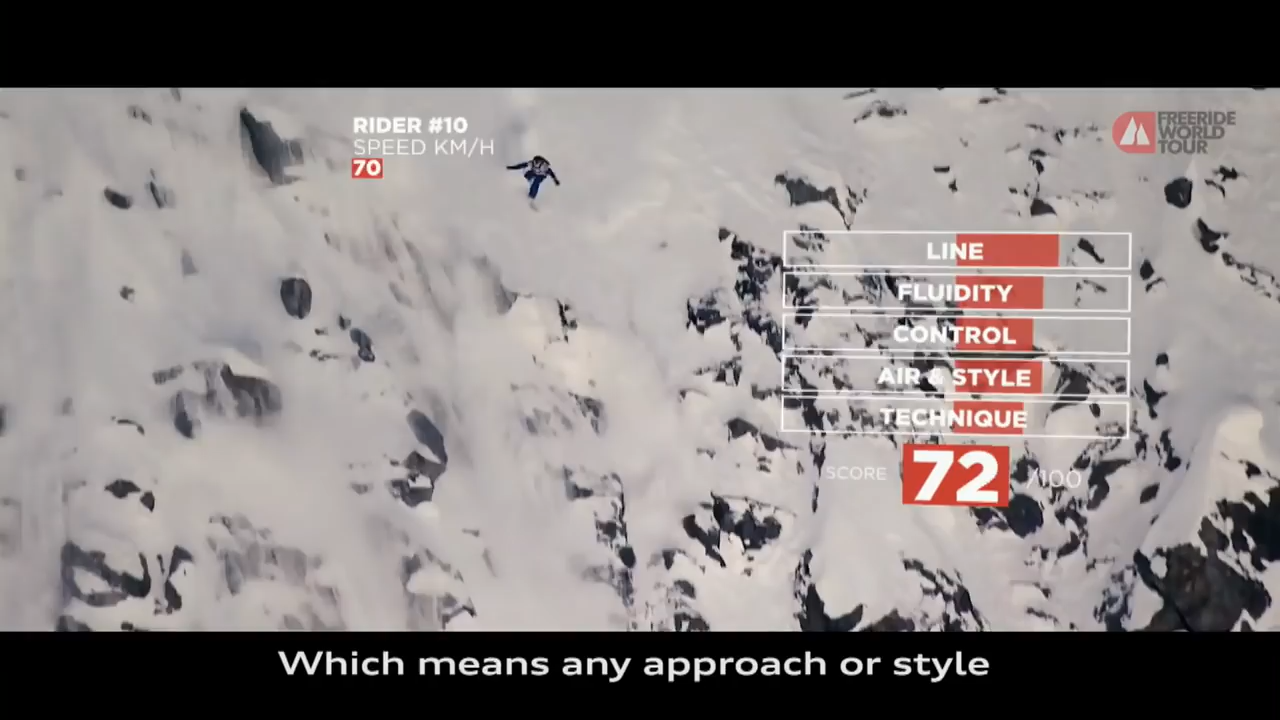 RIDER #10
SPEED KM/H
70
FREERIDE
WORLD
TOUR
LINE
FLUIDITY
CONTROL
AIR & STYLE
TECHNIQUE
SCORE 72 /100
Which means any approach or style